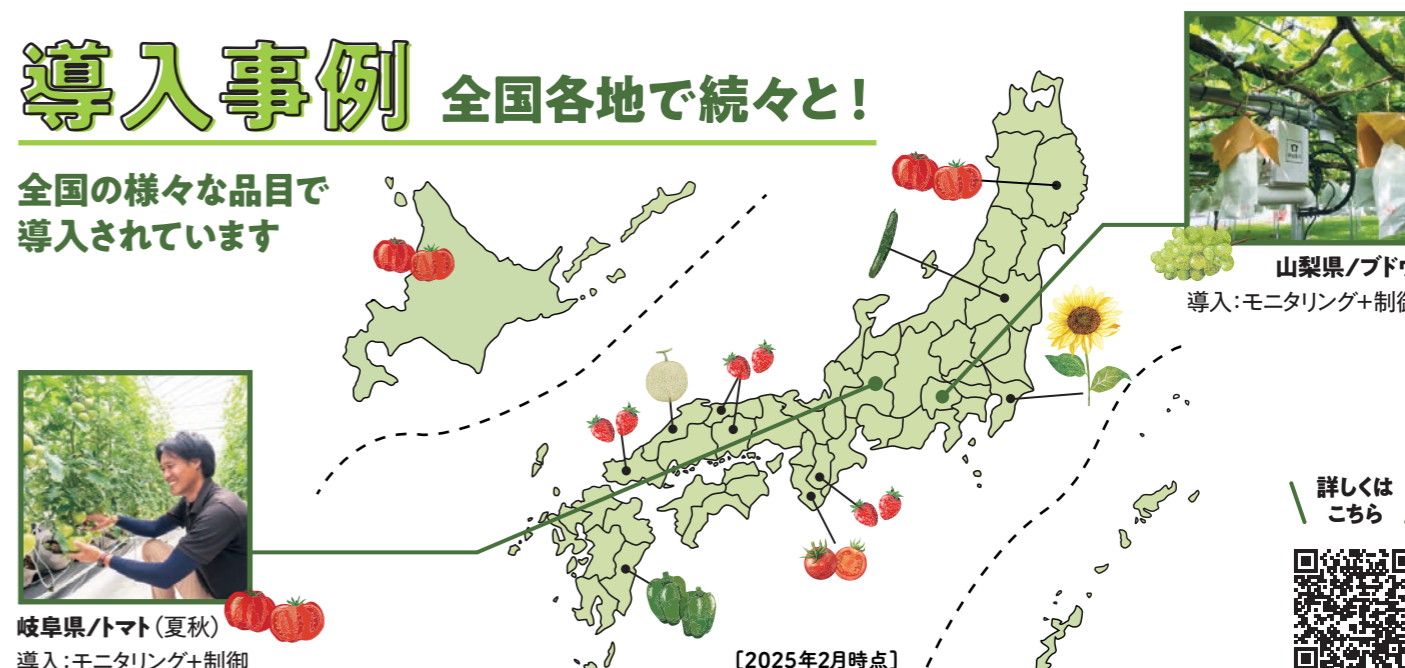 導入事例 全国各地で続々と！
全国の様々な品目で
導入されています
山梨県/ブド
導入：モニタリング+制
詳しくは
こちら
岐阜県/トマト（夏秋）
導入：モニタリング+制御
［2025年2月時点］